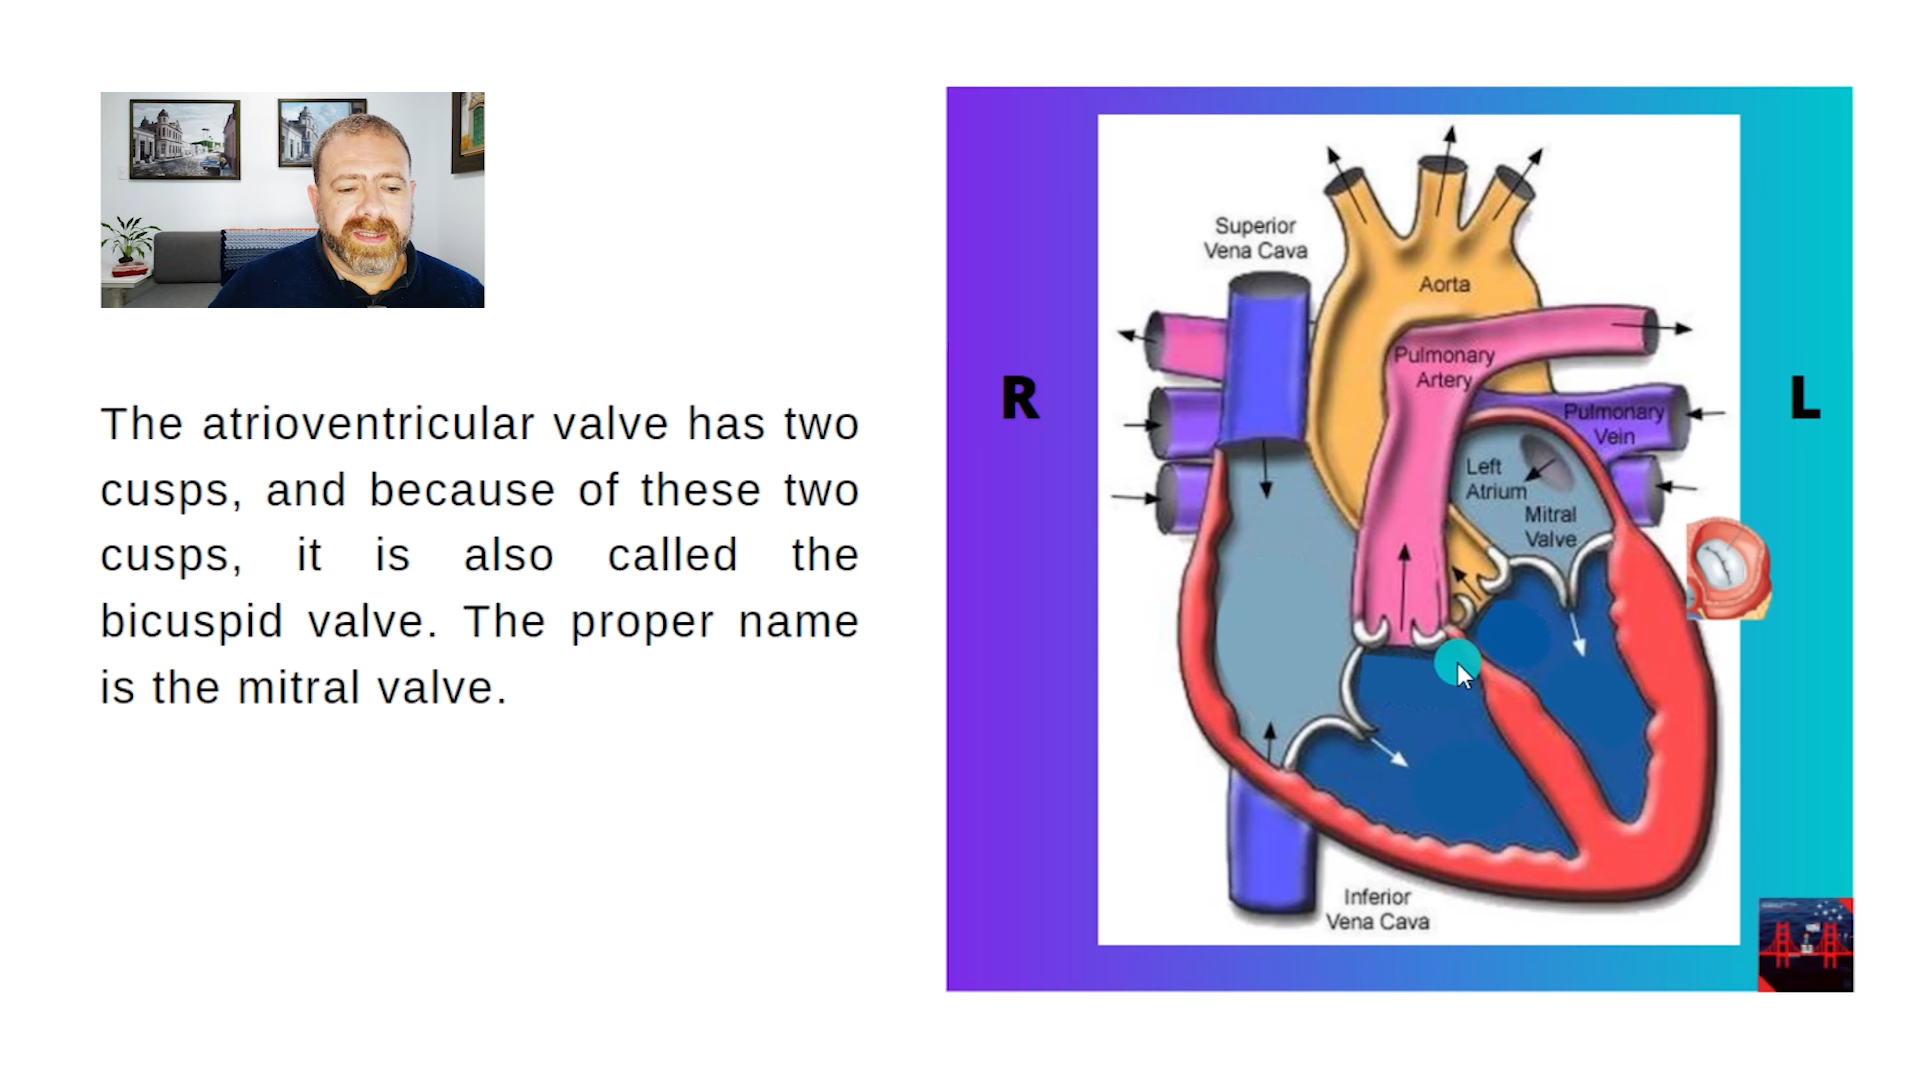 The atrioventricular valve has two
cusps, and because of these two
cusps, it is also called the
bicuspid valve. The proper name
is the mitral valve.
R
L
Superior
Vena Cava
Aorta
Pulmonary
Artery
Pulmonary
Vein
Left
Atrium
Mitral
Valve
Inferior
Vena Cava